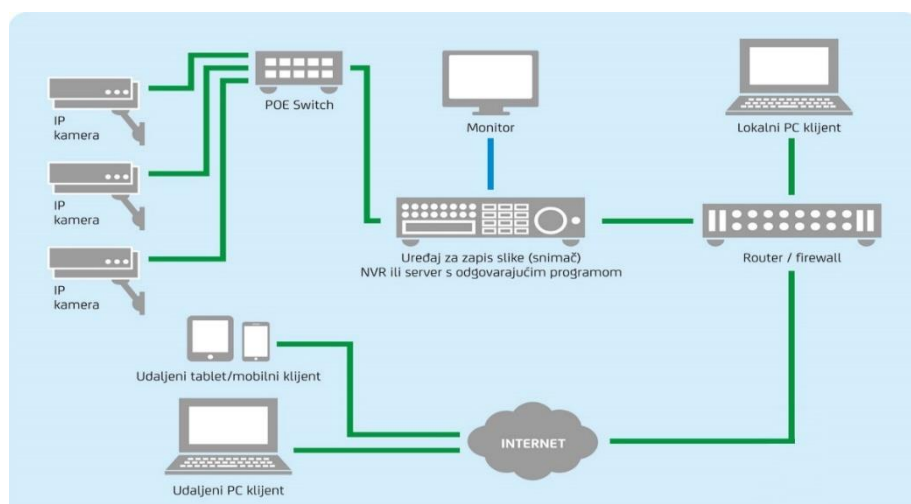 IP
kamera
POE Switch
Monitor
Lokalni PC klijent
IP
kamera
Uređaj za zapis slike (snimač)
NVR ili server s odgovarajućim programom
Router / firewall
IP
kamera
Udaljeni tablet/mobilni klijent
INTERNET
Udaljeni PC klijent